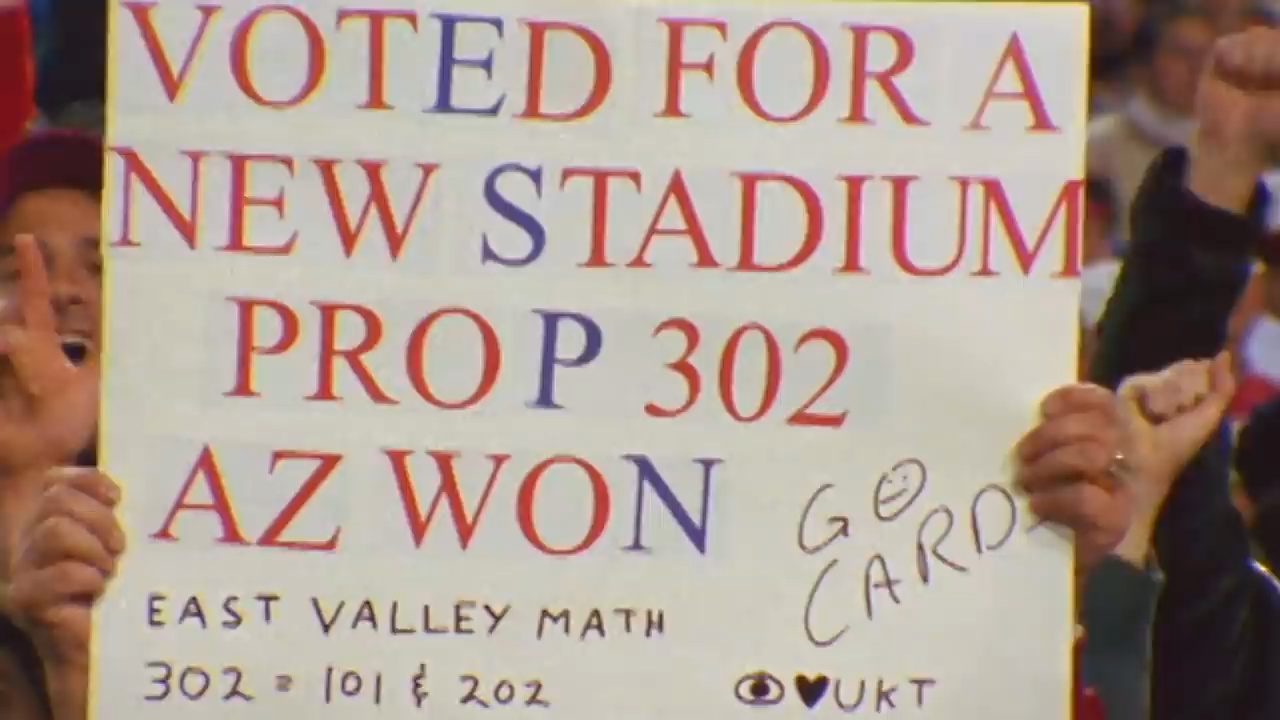 VOTED FOR A
NEW STADIUM
PROP 302
AZ WON
GO
CARDS
EAST VALLEY MATH
302 = 101 & 202
👁♥UKT